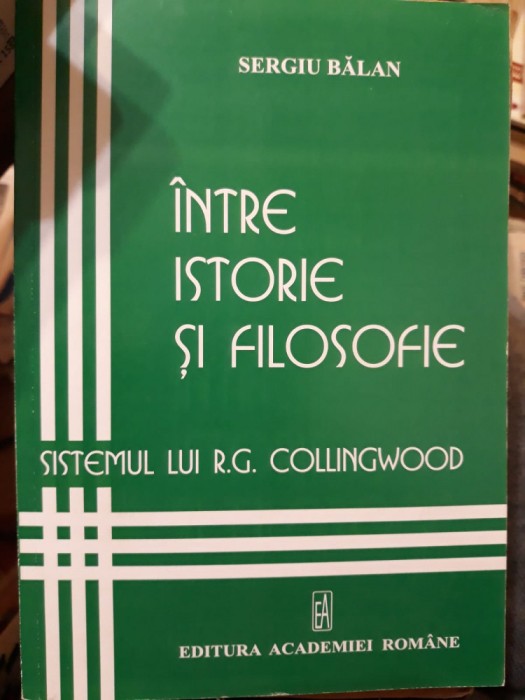 SERGIU BĂLAN
ÎNTRE
ISTORIE
ȘI FILOSOFIE
SISTEMUL LUI R.G. COLLINGWOOD
EA
EDITURA ACADEMIEI ROMÂNE